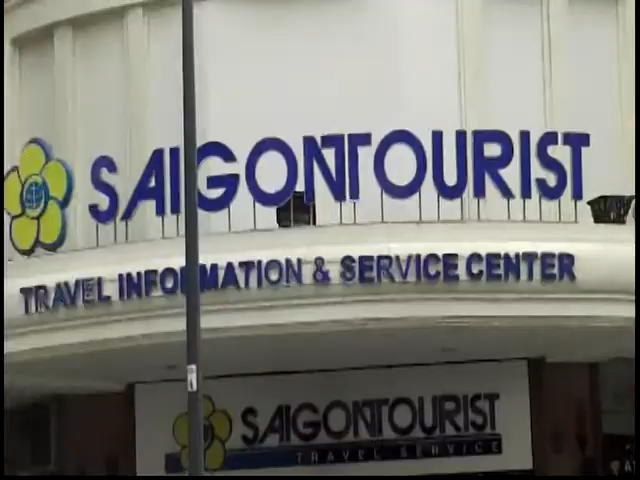 SAIGONTOURIST
TRAVEL INFORMATION & SERVICE CENTER
SAIGONTOURIST
TRAVEL SERVICE